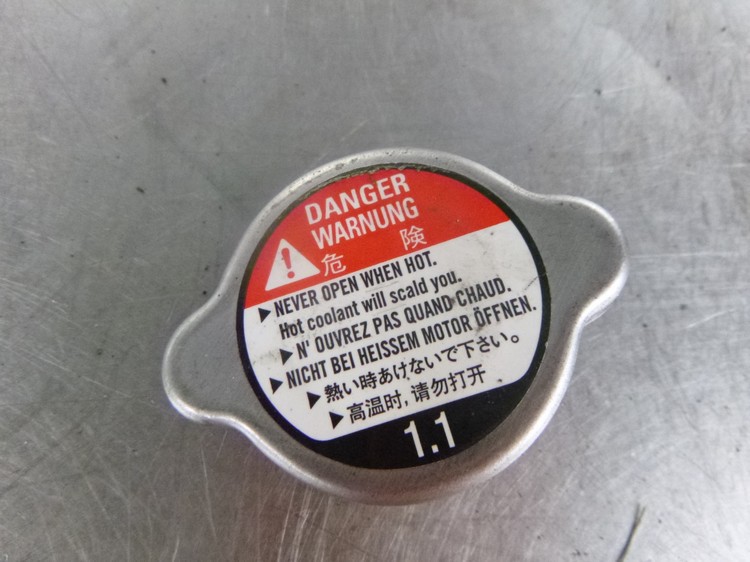 DANGER
WARNUNG
危 険
▶ NEVER OPEN WHEN HOT.
Hot coolant will scald you.
▶ N' OUVREZ PAS QUAND CHAUD.
▶ NICHT BEI HEISSEM MOTOR ÖFFNEN.
▶ 熱い時あけないで下さい。
▶ 高温时,请勿打开
1.1